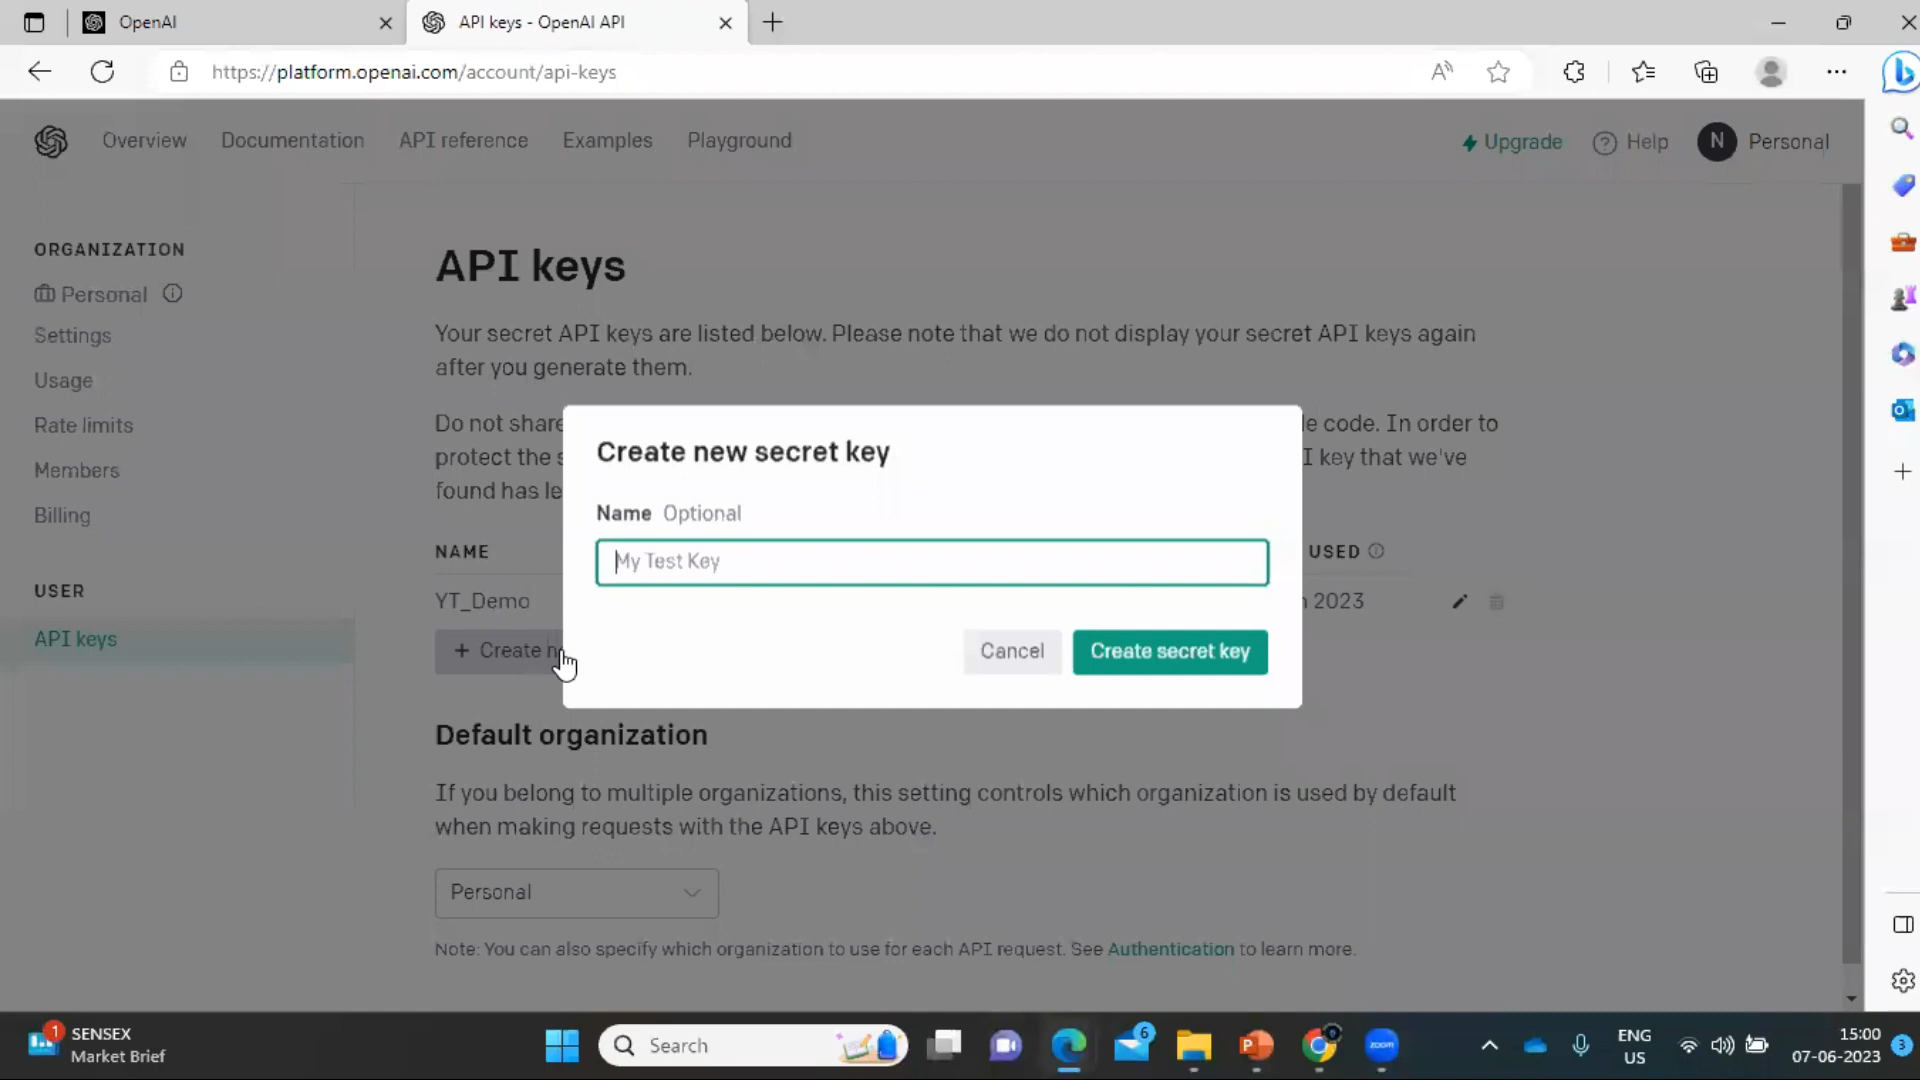 OpenAI
API keys - OpenAI API
https://platform.openai.com/account/api-keys
Overview
Documentation
API reference
Examples
Playground
Upgrade
Help
N
Personal
ORGANIZATION
Personal
Settings
Usage
Rate limits
Members
Billing
USER
API keys
API keys
Your secret API keys are listed below. Please note that we do not display your secret API keys again
after you generate them.
Do not share
e code. In order to
protect the s
I key that we've
found has le
NAME
USED
YT_Demo
2023
+ Create n
Create new secret key
Name Optional
My Test Key
Cancel
Create secret key
Default organization
If you belong to multiple organizations, this setting controls which organization is used by default
when making requests with the API keys above.
Personal
Note: You can also specify which organization to use for each API request. See Authentication to learn more.
1
SENSEX
Market Brief
Search
6
zoom
ENG
US
15:00
07-06-2023
3